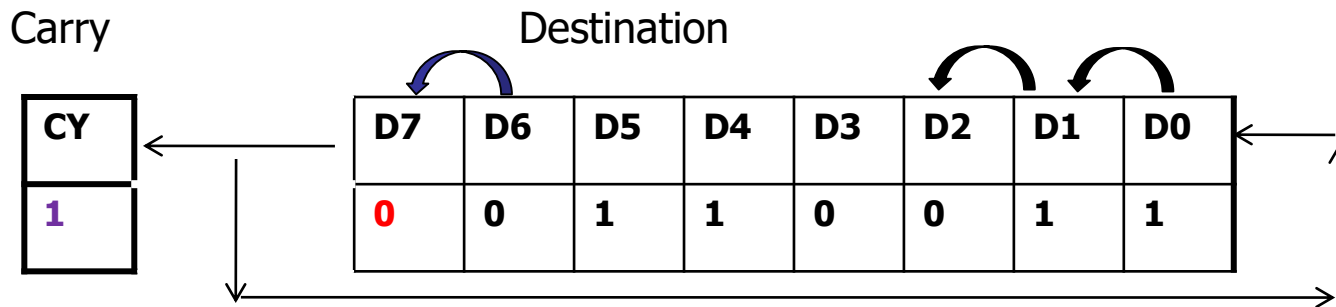 Carry Destination
CY D7 D6 D5 D4 D3 D2 D1 D0
1 0 0 1 1 0 0 1 1